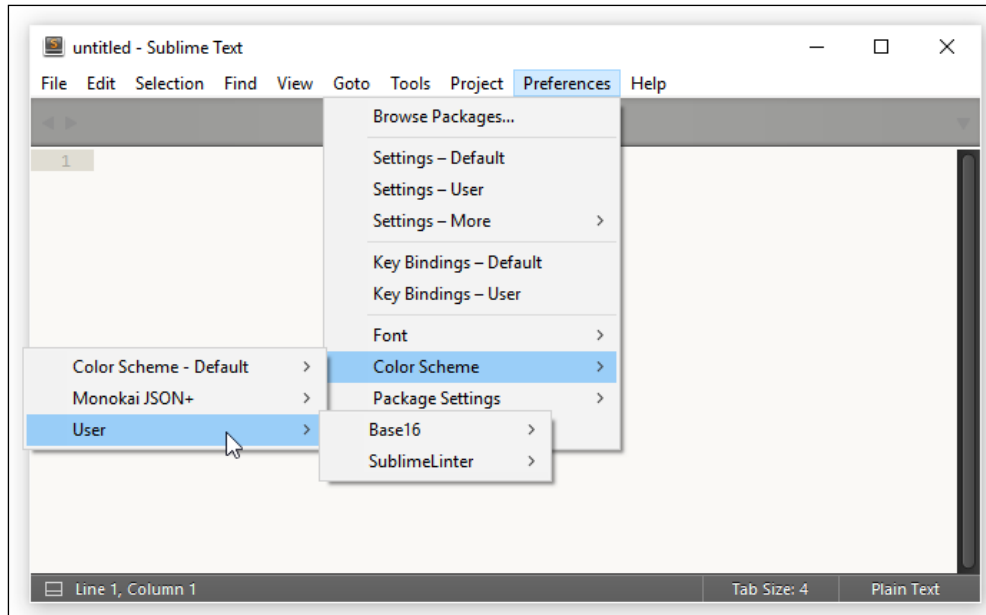 untitled - Sublime Text
File Edit Selection Find View Goto Tools Project Preferences Help
Browse Packages...
1
Settings – Default
Settings – User
Settings – More
Key Bindings – Default
Key Bindings – User
Font
Color Scheme
Package Settings
Color Scheme - Default
Monokai JSON+
User
Base16
SublimeLinter
Line 1, Column 1 Tab Size: 4 Plain Text